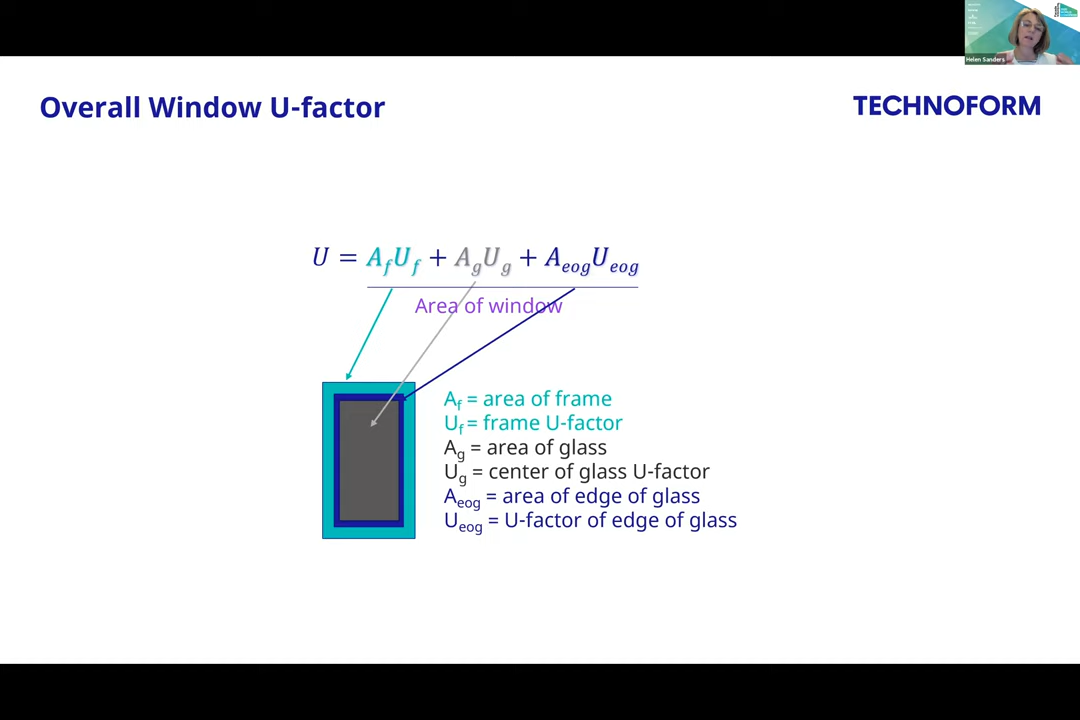 Helen Sanders
Overall Window U-factor
TECHNOFORM
U = A_f U_f + A_g U_g + A_eog U_eog
Area of window
A_f = area of frame
U_f = frame U-factor
A_g = area of glass
U_g = center of glass U-factor
A_eog = area of edge of glass
U_eog = U-factor of edge of glass